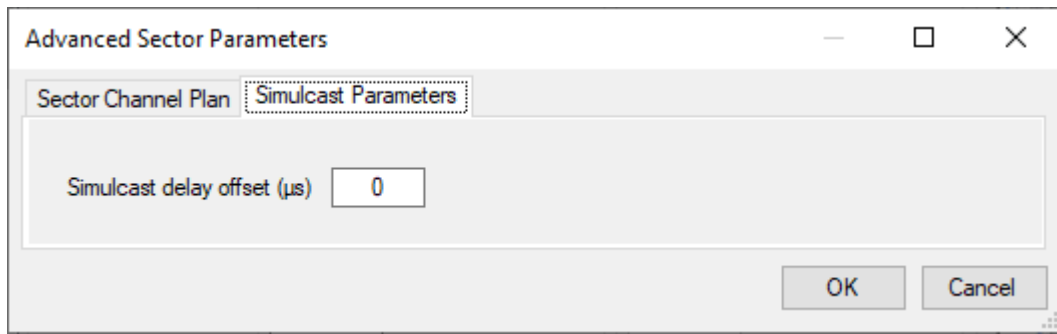 Advanced Sector Parameters
Sector Channel Plan Simulcast Parameters
Simulcast delay offset (µs) 0
OK Cancel